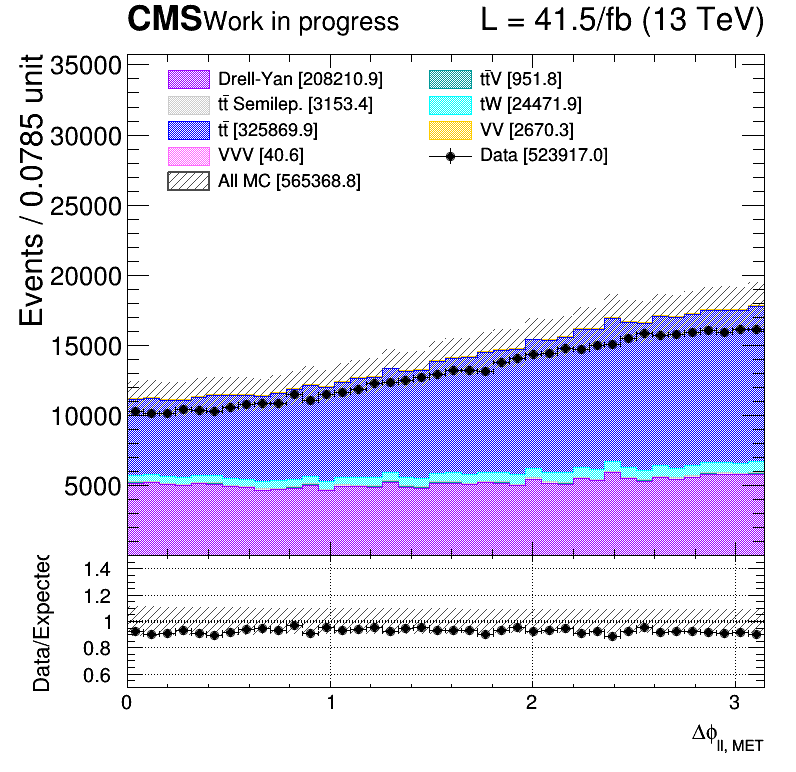 CMS Work in progress L = 41.5/fb (13 TeV)
Events / 0.0785 unit
35000
30000
25000
20000
15000
10000
5000
Drell-Yan [208210.9]
tt̄ Semilep. [3153.4]
tt̄ [325869.9]
VVV [40.6]
All MC [565368.8]
tt̄V [951.8]
tW [24471.9]
VV [2670.3]
Data [523917.0]
Data/Expected
1.4
1.2
1
0.8
0.6
0 1 2 3
Δϕll, MET